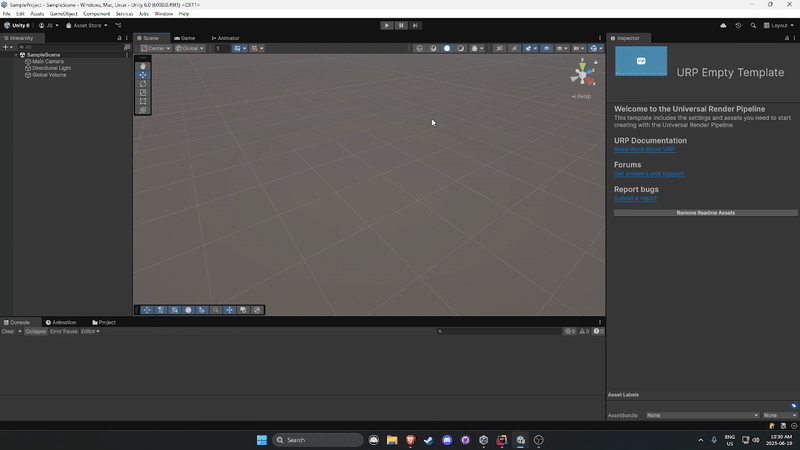 SampleProject - SampleScene - Windows, Mac, Linux - Unity 6.0 (6000.0.49f1) <DX11>
File Edit Assets GameObject Component Services Jobs Window Help
Unity 6 JS Asset Store Layout
Hierarchy
All
SampleScene
Main Camera
Directional Light
Global Volume
Scene Game Animator
Center Global 1
Persp
Inspector
URP Empty Template
Welcome to the Universal Render Pipeline
This template includes the settings and assets you need to start
creating with the Universal Render Pipeline.
URP Documentation
Read more about URP
Forums
Get answers and support
Report bugs
Submit a report
Remove Readme Assets
Console Animation Project
Clear Collapse Error Pause Editor
0 0 0
Asset Labels
AssetBundle None None
Search
ENG
US
10:30 AM
2025-06-19